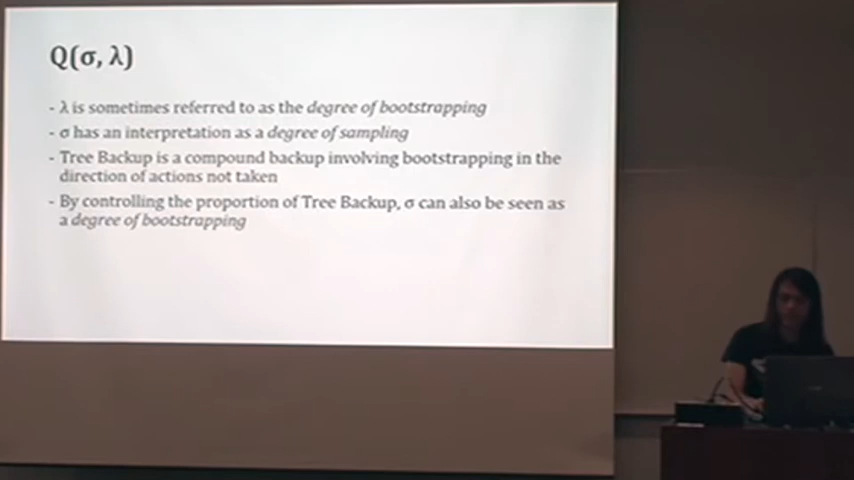 Q(σ, λ)
- λ is sometimes referred to as the degree of bootstrapping
- σ has an interpretation as a degree of sampling
- Tree Backup is a compound backup involving bootstrapping in the
direction of actions not taken
- By controlling the proportion of Tree Backup, σ can also be seen as
a degree of bootstrapping